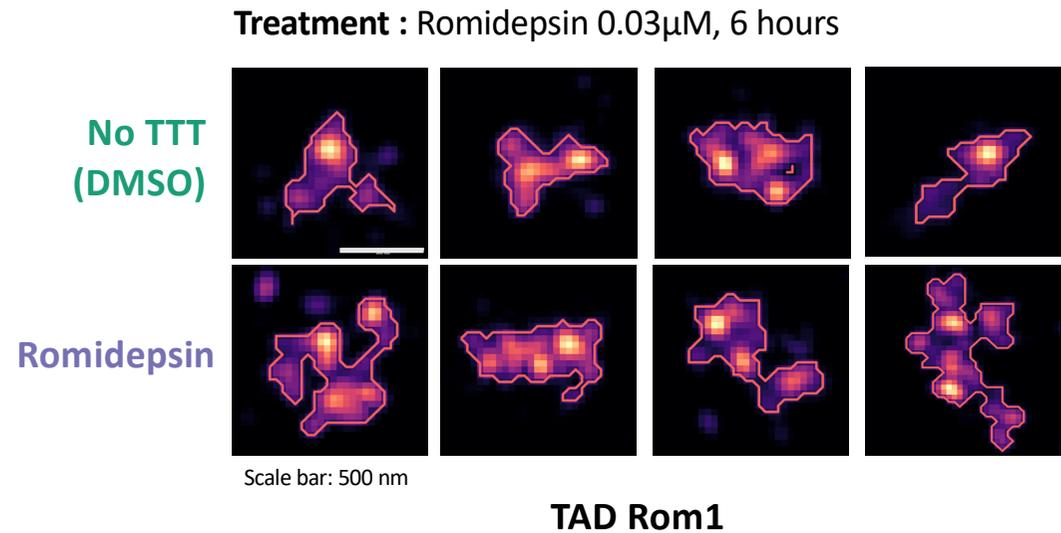 Treatment : Romidepsin 0.03µM, 6 hours
No TTT
(DMSO)
Romidepsin
Scale bar: 500 nm
TAD Rom1